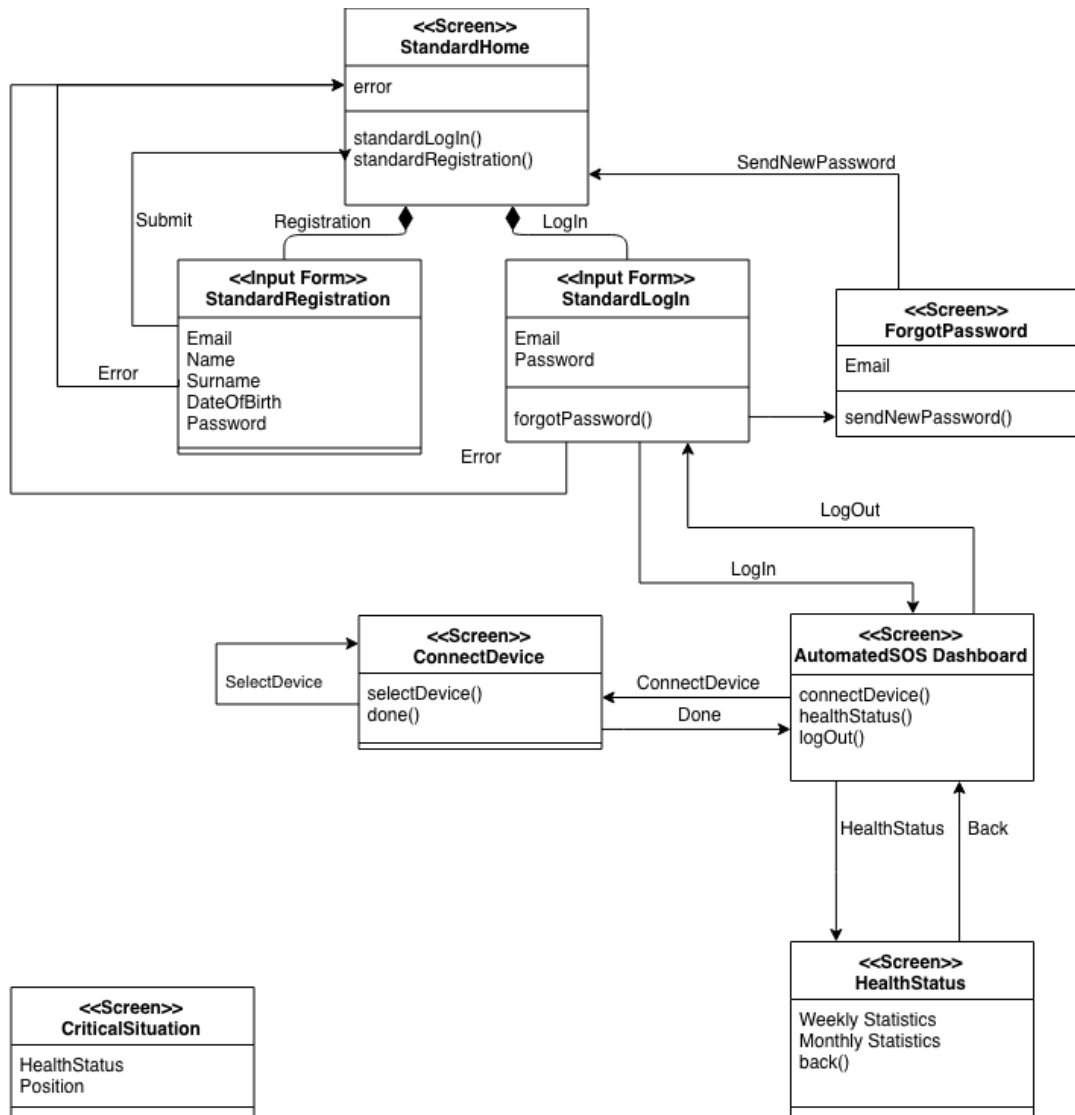 <<Screen>>
StandardHome
error
standardLogIn()
standardRegistration()
SendNewPassword
Submit
Registration
LogIn
<<Input Form>>
StandardRegistration
Email
Name
Surname
DateOfBirth
Password
Error
<<Input Form>>
StandardLogIn
Email
Password
forgotPassword()
<<Screen>>
ForgotPassword
Email
sendNewPassword()
Error
LogOut
LogIn
<<Screen>>
ConnectDevice
selectDevice()
done()
SelectDevice
ConnectDevice
Done
<<Screen>>
AutomatedSOS Dashboard
connectDevice()
healthStatus()
logOut()
HealthStatus
Back
<<Screen>>
HealthStatus
Weekly Statistics
Monthly Statistics
back()
<<Screen>>
CriticalSituation
HealthStatus
Position